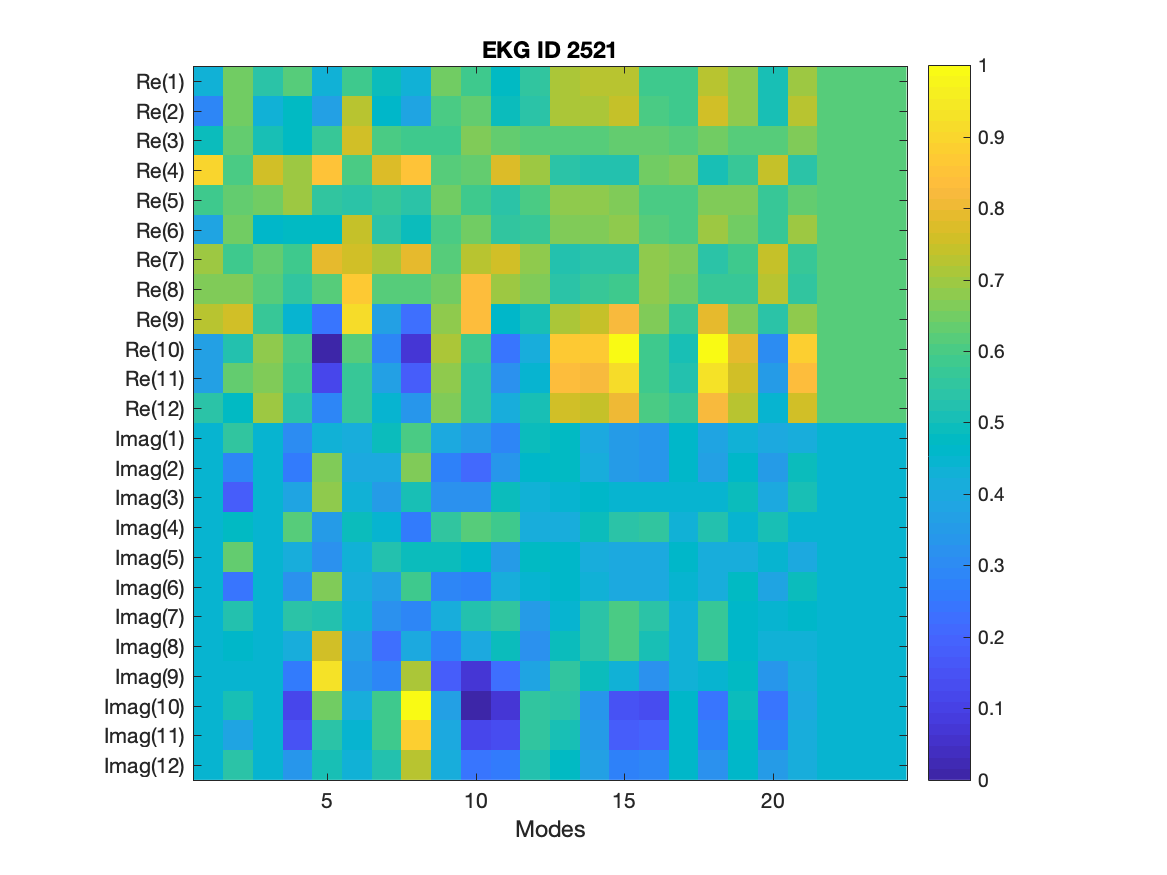 EKG ID 2521
Re(1)
Re(2)
Re(3)
Re(4)
Re(5)
Re(6)
Re(7)
Re(8)
Re(9)
Re(10)
Re(11)
Re(12)
Imag(1)
Imag(2)
Imag(3)
Imag(4)
Imag(5)
Imag(6)
Imag(7)
Imag(8)
Imag(9)
Imag(10)
Imag(11)
Imag(12)
5 10 15 20
Modes
1
0.9
0.8
0.7
0.6
0.5
0.4
0.3
0.2
0.1
0